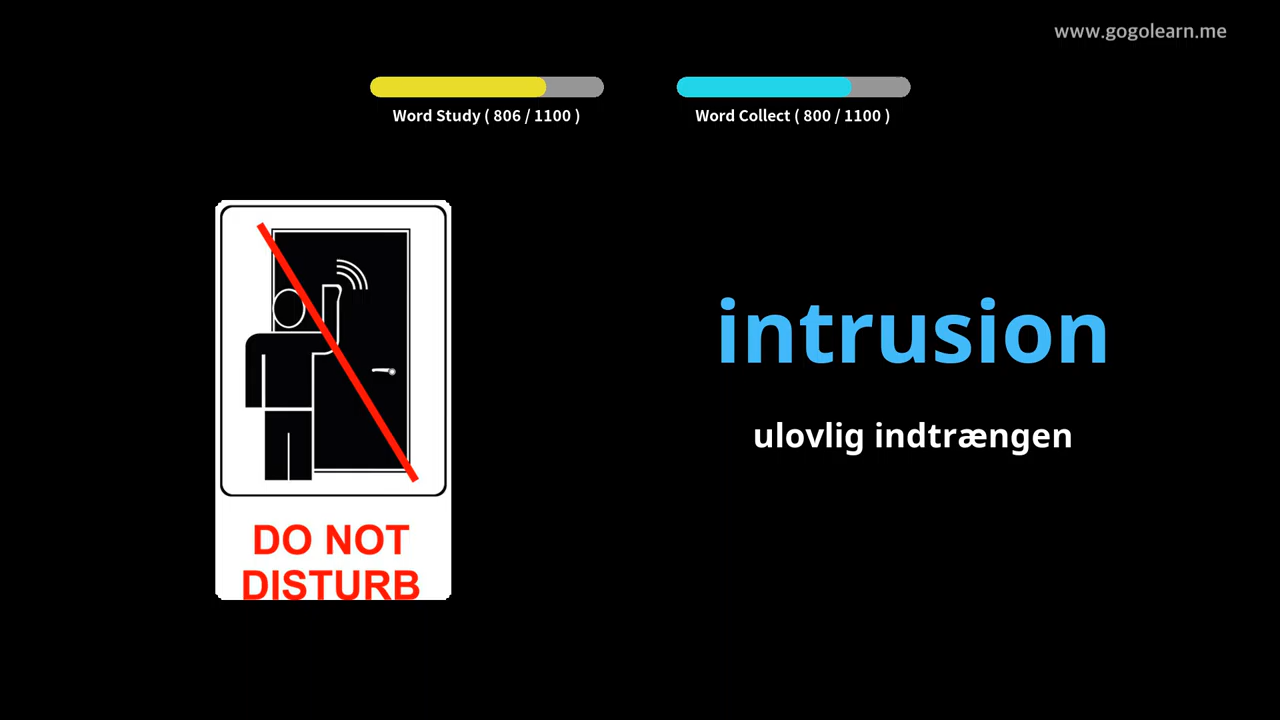 www.gogolearn.me
Word Study ( 806 / 1100 )
Word Collect ( 800 / 1100 )
intrusion
ulovlig indtrængen
DO NOT
DISTURB